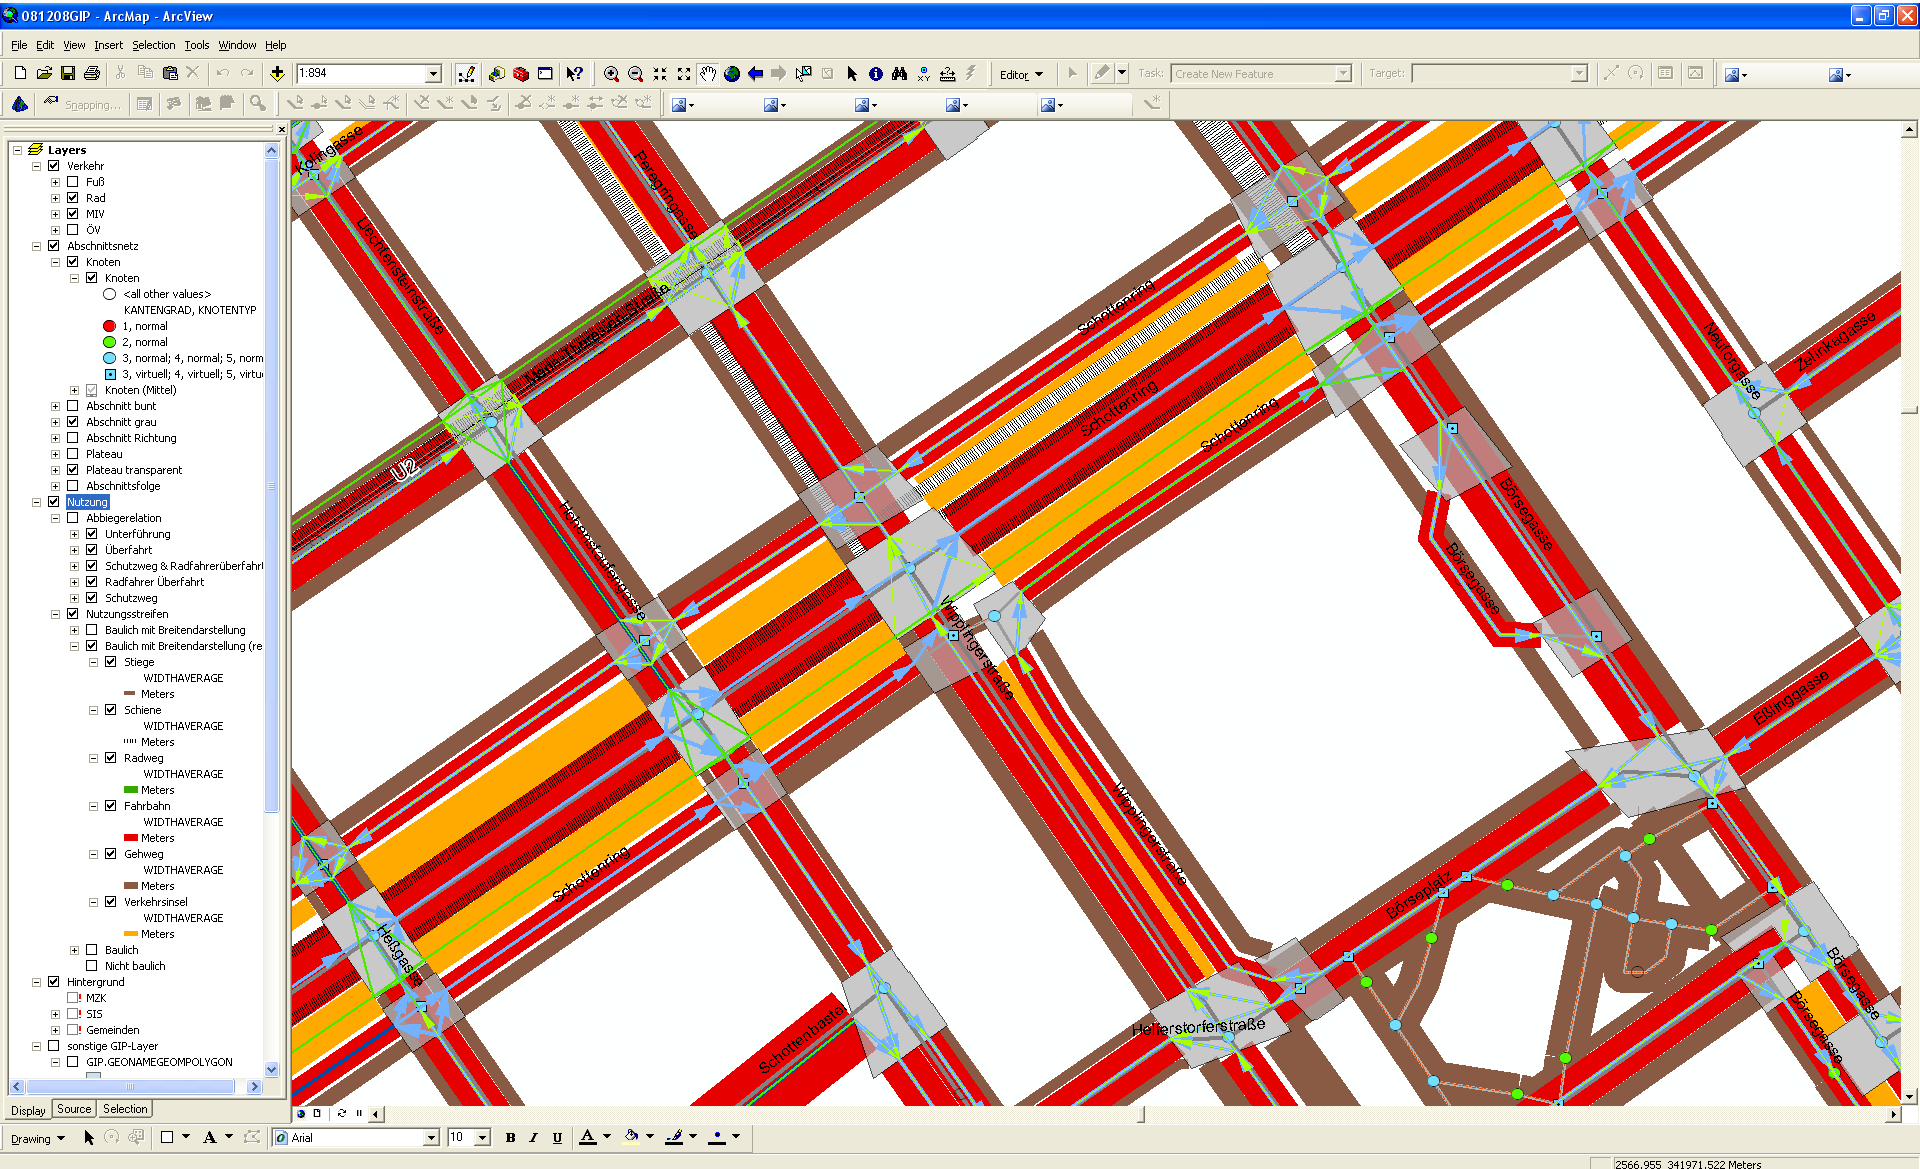 081208GIP - ArcMap - ArcView
File Edit View Insert Selection Tools Window Help
1:894
Editor
Task: Create New Feature
Target:
Snapping...
Layers
Verkehr
Fuß
Rad
MIV
ÖV
Abschnittsnetz
Knoten
Knoten
<all other values>
KANTENGRAD, KNOTENTYP
1, normal
2, normal
3, normal; 4, normal; 5, norm
3, virtuell; 4, virtuell; 5, virtue
Knoten (Mittel)
Abschnitt bunt
Abschnitt grau
Abschnitt Richtung
Plateau
Plateau transparent
Abschnittsfolge
Nutzung
Abbiegerelation
Unterführung
Überfahrt
Schutzweg & Radfahrerüberfahrt
Radfahrer Überfahrt
Schutzweg
Nutzungsstreifen
Baulich mit Breitendarstellung
Baulich mit Breitendarstellung (re
Stiege
WIDTHAVERAGE
Meters
Schiene
WIDTHAVERAGE
Meters
Radweg
WIDTHAVERAGE
Meters
Fahrbahn
WIDTHAVERAGE
Meters
Gehweg
WIDTHAVERAGE
Meters
Verkehrsinsel
WIDTHAVERAGE
Meters
Baulich
Nicht baulich
Hintergrund
MZK
SIS
Gemeinden
sonstige GIP-Layer
GIP.GEONAMEGEOMPOLYGON
Display Source Selection
Kolingasse
Liechtensteinstraße
Peregringasse
Maria-Theresien-Straße
U2
Hohenstaufengasse
Schottenring
Schottenring
Schottenring
Schottenring
Neutorgasse
Zelinkagasse
Börsegasse
Börsegasse
Eßlinggasse
Wipplingerstraße
Wipplingerstraße
Heßgasse
Schottenbastei
Helferstorferstraße
Börseplatz
Börsegasse
Börsegasse
Drawing
Arial
10
B I U
A
2566.955 341971.522 Meters